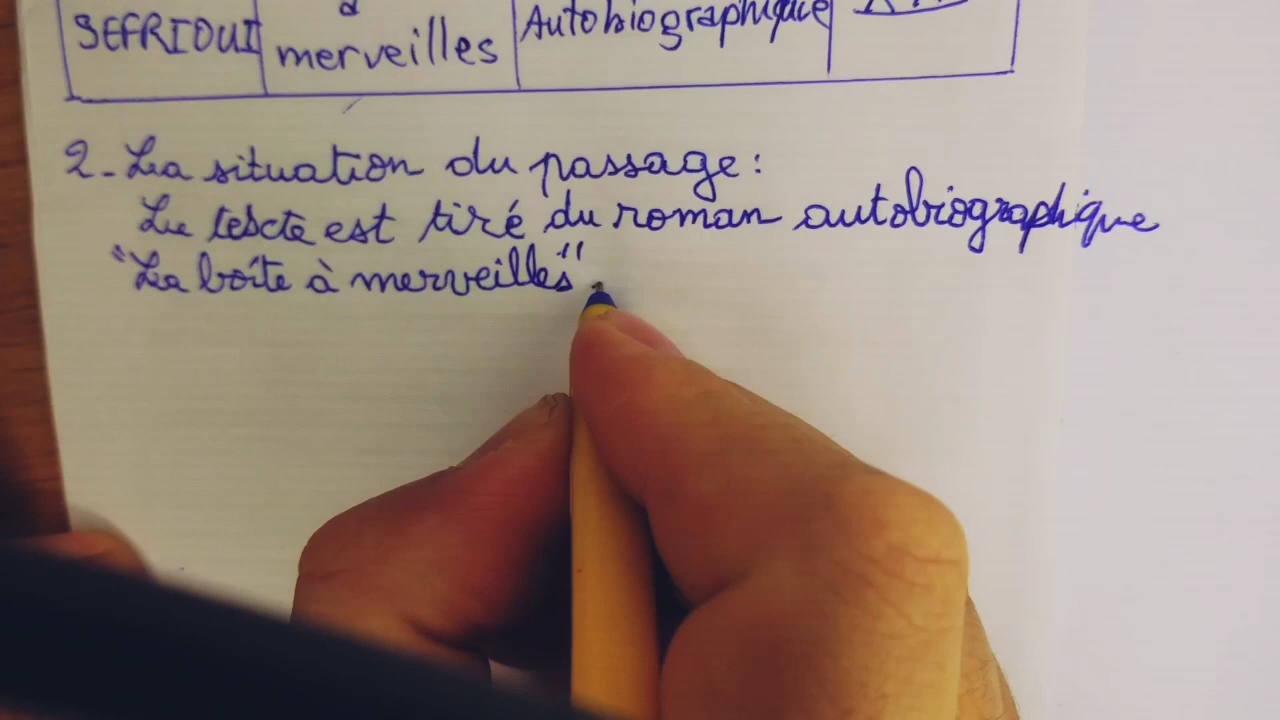 SEFRIOUI à merveilles Autobiographique
2- La situation du passage :
Le texte est tiré du roman autobiographique
"La boîte à merveilles"